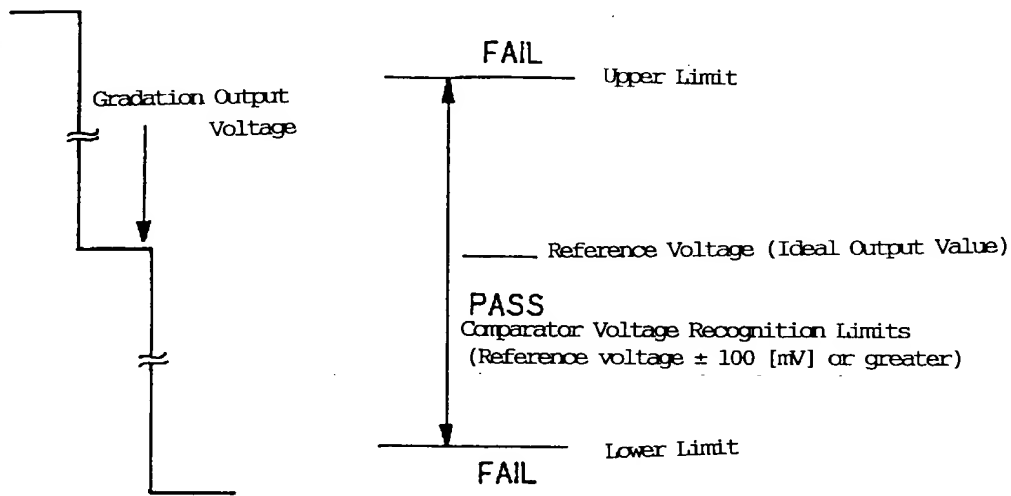 FAIL
Upper Limit
Gradation Output
Voltage
Reference Voltage (Ideal Output Value)
PASS
Comparator Voltage Recognition Limits
(Reference voltage ± 100 [mV] or greater)
Lower Limit
FAIL